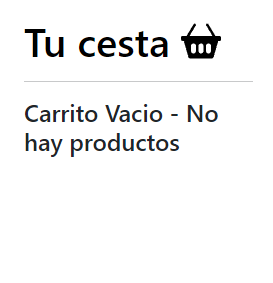 Tu cesta
Carrito Vacio - No
hay productos